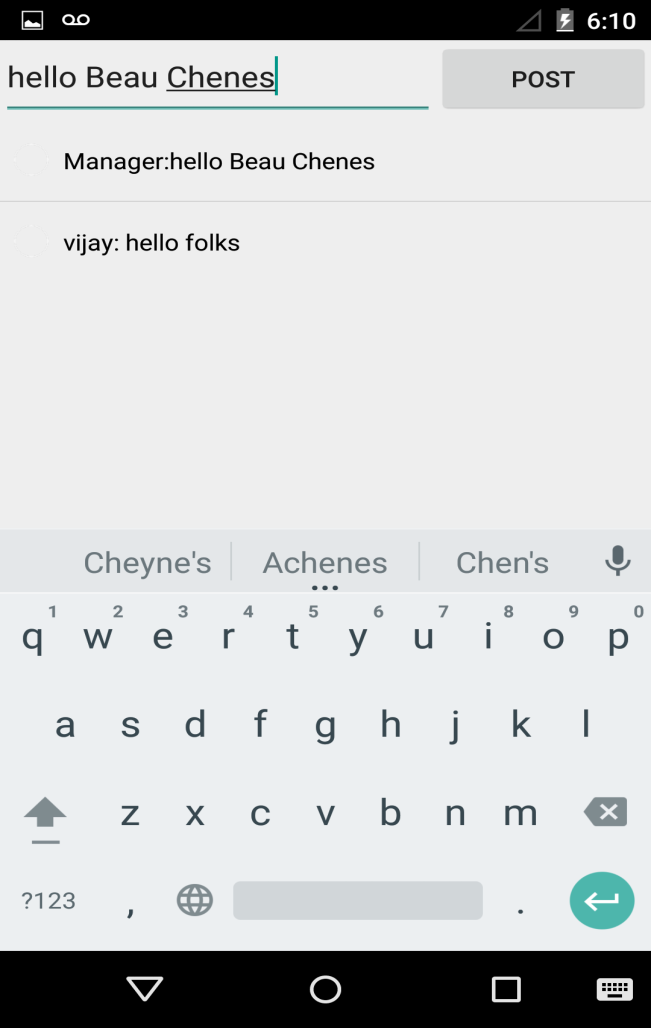 6:10
hello Beau Chenes
POST
Manager:hello Beau Chenes
vijay: hello folks
Cheyne's Achenes Chen's
1 2 3 4 5 6 7 8 9 0
q w e r t y u i o p
a s d f g h j k l
z x c v b n m
?123 , .